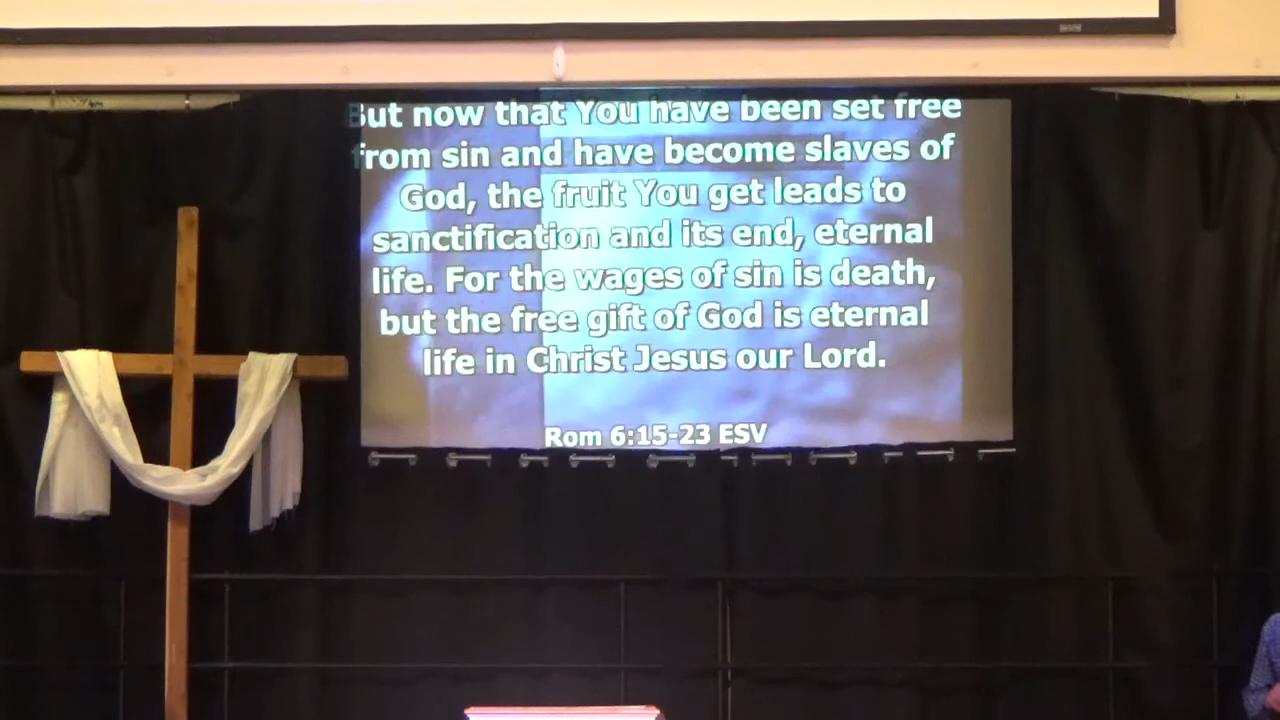 But now that You have been set free
from sin and have become slaves of
God, the fruit You get leads to
sanctification and its end, eternal
life. For the wages of sin is death,
but the free gift of God is eternal
life in Christ Jesus our Lord.
Rom 6:15-23 ESV